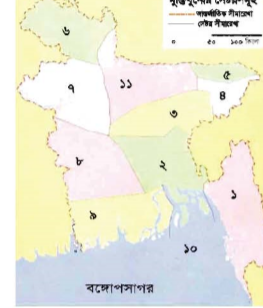 মুক্তিযুদ্ধের সেক্টরসমূহ
আন্তর্জাতিক সীমারেখা
সেক্টর সীমারেখা
০ ৫০ ১০০ কিমি
৬
৫
১১
৭
৪
৩
৮
২
১
৯
১০
বঙ্গোপসাগর